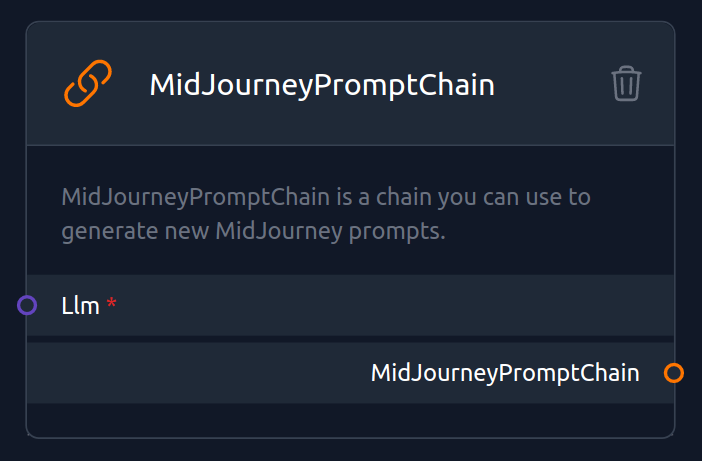 MidJourneyPromptChain
MidJourneyPromptChain is a chain you can use to
generate new MidJourney prompts.
Llm *
MidJourneyPromptChain